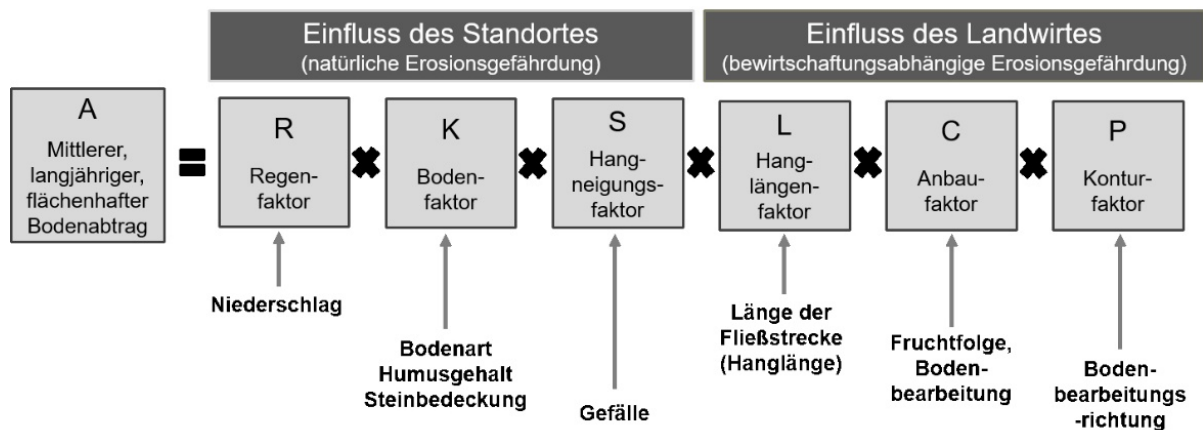 Einfluss des Standortes
(natürliche Erosionsgefährdung)
Einfluss des Landwirtes
(bewirtschaftungsabhängige Erosionsgefährdung)
A
Mittlerer,
langjähriger,
flächenhafter
Bodenabtrag
=
R
Regen-
faktor
✖
K
Boden-
faktor
✖
S
Hang-
neigungs-
faktor
✖
L
Hang-
längen-
faktor
✖
C
Anbau-
faktor
✖
P
Kontur-
faktor
Niederschlag
Bodenart
Humusgehalt
Steinbedeckung
Gefälle
Länge der
Fließstrecke
(Hanglänge)
Fruchtfolge,
Boden-
bearbeitung
Boden-
bearbeitungs
-richtung